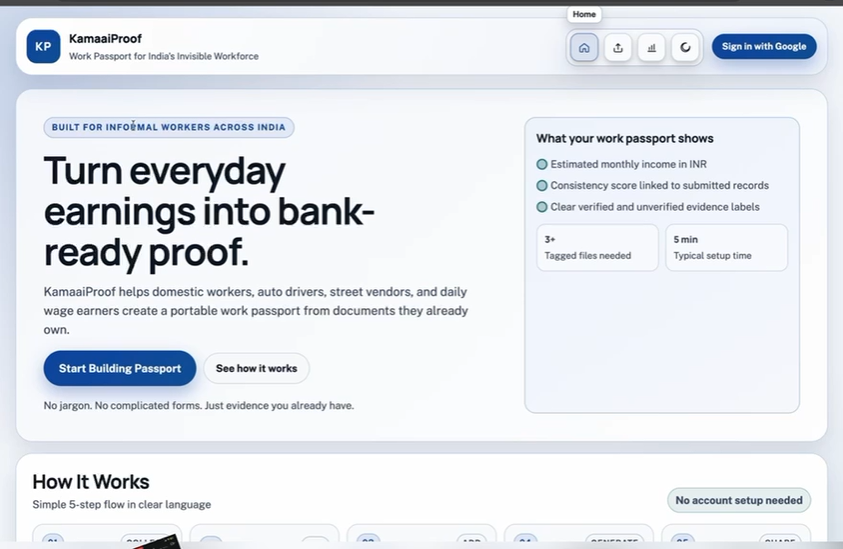 Home
KP
KamaaiProof
Work Passport for India's Invisible Workforce
Sign in with Google
BUILT FOR INFORMAL WORKERS ACROSS INDIA
Turn everyday
earnings into bank-
ready proof.
KamaaiProof helps domestic workers, auto drivers, street vendors, and daily
wage earners create a portable work passport from documents they already
own.
Start Building Passport
See how it works
No jargon. No complicated forms. Just evidence you already have.
What your work passport shows
Estimated monthly income in INR
Consistency score linked to submitted records
Clear verified and unverified evidence labels
3+
Tagged files needed
5 min
Typical setup time
How It Works
Simple 5-step flow in clear language
No account setup needed